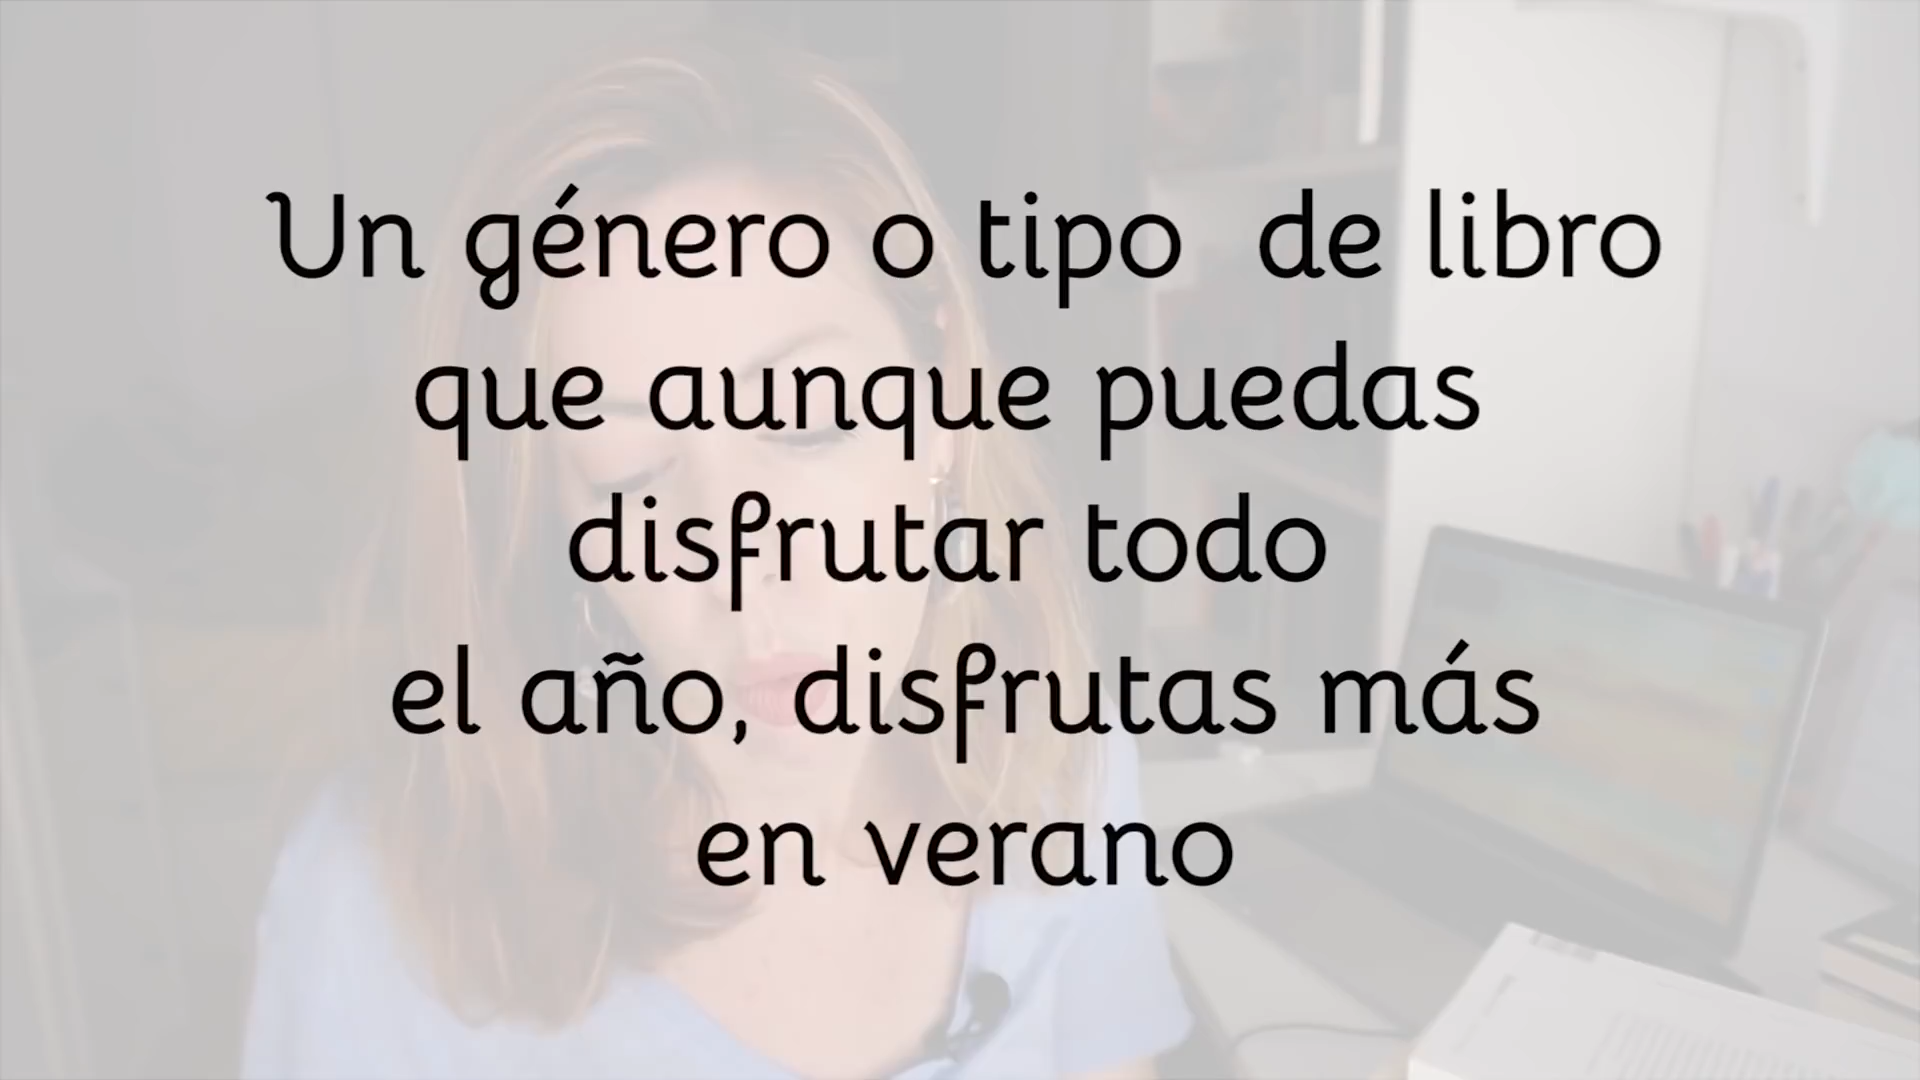 Un género o tipo de libro
que aunque puedas
disfrutar todo
el año, disfrutas más
en verano